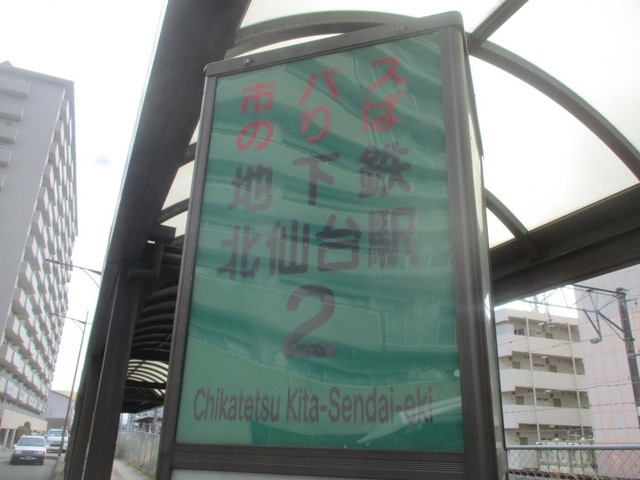 市バス
のりば
地下鉄
北仙台駅
2
Chikatetsu Kita-Sendai-eki